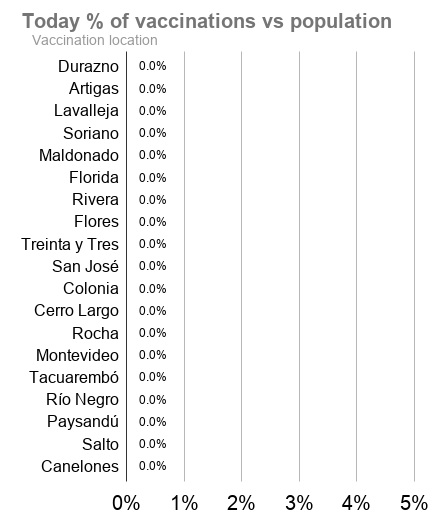 Today % of vaccinations vs population
Vaccination location
Durazno 0.0%
Artigas 0.0%
Lavalleja 0.0%
Soriano 0.0%
Maldonado 0.0%
Florida 0.0%
Rivera 0.0%
Flores 0.0%
Treinta y Tres 0.0%
San José 0.0%
Colonia 0.0%
Cerro Largo 0.0%
Rocha 0.0%
Montevideo 0.0%
Tacuarembó 0.0%
Río Negro 0.0%
Paysandú 0.0%
Salto 0.0%
Canelones 0.0%
0% 1% 2% 3% 4% 5%